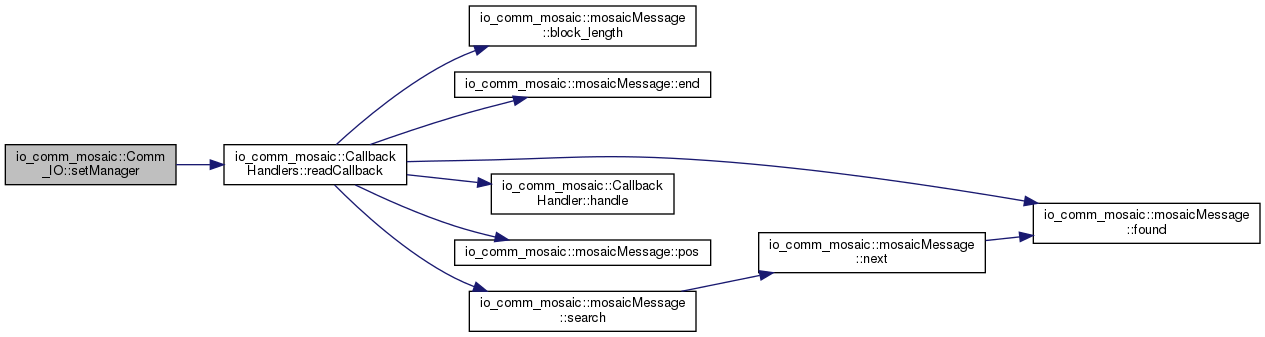 io_comm_mosaic::Comm
_IO::setManager
io_comm_mosaic::Callback
Handlers::readCallback
io_comm_mosaic::mosaicMessage
::block_length
io_comm_mosaic::mosaicMessage::end
io_comm_mosaic::Callback
Handler::handle
io_comm_mosaic::mosaicMessage::pos
io_comm_mosaic::mosaicMessage
::search
io_comm_mosaic::mosaicMessage
::next
io_comm_mosaic::mosaicMessage
::found